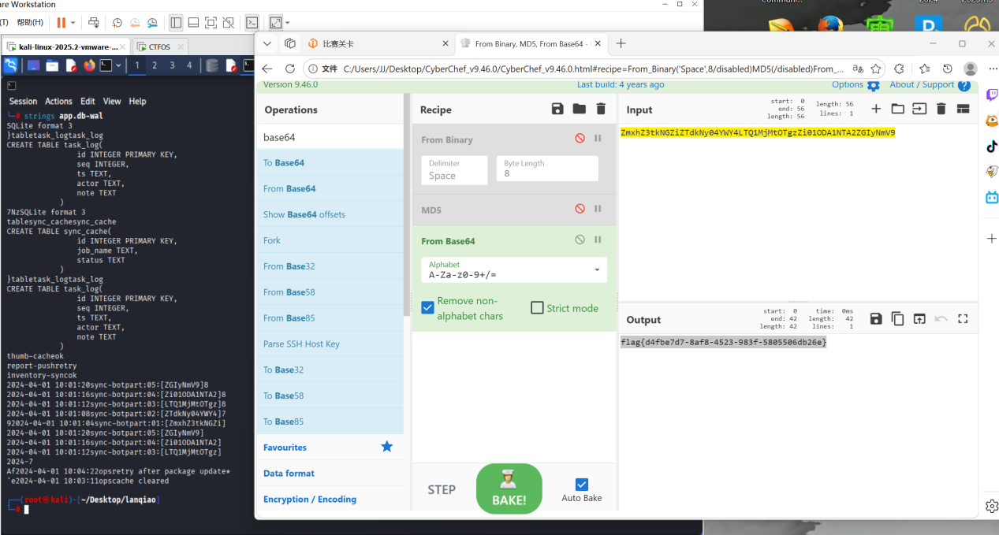 re Workstation
(T) 帮助(H)
kali-linux-2025.2-vmware-... ×
CTFOS ×
1 2 3 4
Session Actions Edit View Help
└─# strings app.db-wal
SQLite format 3
}tabletask_logtask_log
CREATE TABLE task_log(
id INTEGER PRIMARY KEY,
seq INTEGER,
ts TEXT,
actor TEXT,
note TEXT
)
7NzSQLite format 3
tablesync_cachesync_cache
CREATE TABLE sync_cache(
id INTEGER PRIMARY KEY,
job_name TEXT,
status TEXT
)
}tabletask_logtask_log
CREATE TABLE task_log(
id INTEGER PRIMARY KEY,
seq INTEGER,
ts TEXT,
actor TEXT,
note TEXT
)
thumb-cacheok
report-pushretry
inventory-syncok
2024-04-01 10:01:20sync-botpart:05:[ZGIyNmV9]8
2024-04-01 10:01:16sync-botpart:04:[Zi01ODA1NTA2]8
2024-04-01 10:01:12sync-botpart:03:[LTQ1MjMtOTgz]8
2024-04-01 10:01:08sync-botpart:02:[ZTdkNy04YWY4]7
92024-04-01 10:01:04sync-botpart:01:[ZmxhZ3tkNGZi]
2024-04-01 10:01:20sync-botpart:05:[ZGIyNmV9]
2024-04-01 10:01:16sync-botpart:04:[Zi01ODA1NTA2]
2024-04-01 10:01:12sync-botpart:03:[LTQ1MjMtOTgz]
2024-7
Af2024-04-01 10:04:22opsretry after package update*
'e2024-04-01 10:03:11opscache cleared
┌──(root㉿kali)-[~/Desktop/lanqiao]
└─#
比赛关卡 ×
From Binary, MD5, From Base64 - ×
文件 C:/Users/JJ/Desktop/CyberChef_v9.46.0/CyberChef_v9.46.0.html#recipe=From_Binary('Space',8/disabled)MD5(/disabled)From_...
Version 9.46.0
Last build: 4 years ago
Options
About / Support
Operations
base64
To Base64
From Base64
Show Base64 offsets
Fork
From Base32
From Base58
From Base85
Parse SSH Host Key
To Base32
To Base58
To Base85
Favourites
Data format
Encryption / Encoding
Recipe
From Binary
Delimiter
Space
Byte Length
8
MD5
From Base64
Alphabet
A-Za-z0-9+/=
Remove non-
alphabet chars
Strict mode
STEP
BAKE!
Auto Bake
Input
start: 0
end: 56
length: 56
length: 56
lines: 1
ZmxhZ3tkNGZiZTdkNy04YWY4LTQ1MjMtOTgzZi01ODA1NTA2ZGIyNmV9
Output
start: 0
end: 42
length: 42
time: 0ms
length: 42
lines: 1
flag{d4fbe7d7-8af8-4523-983f-5805506db26e}